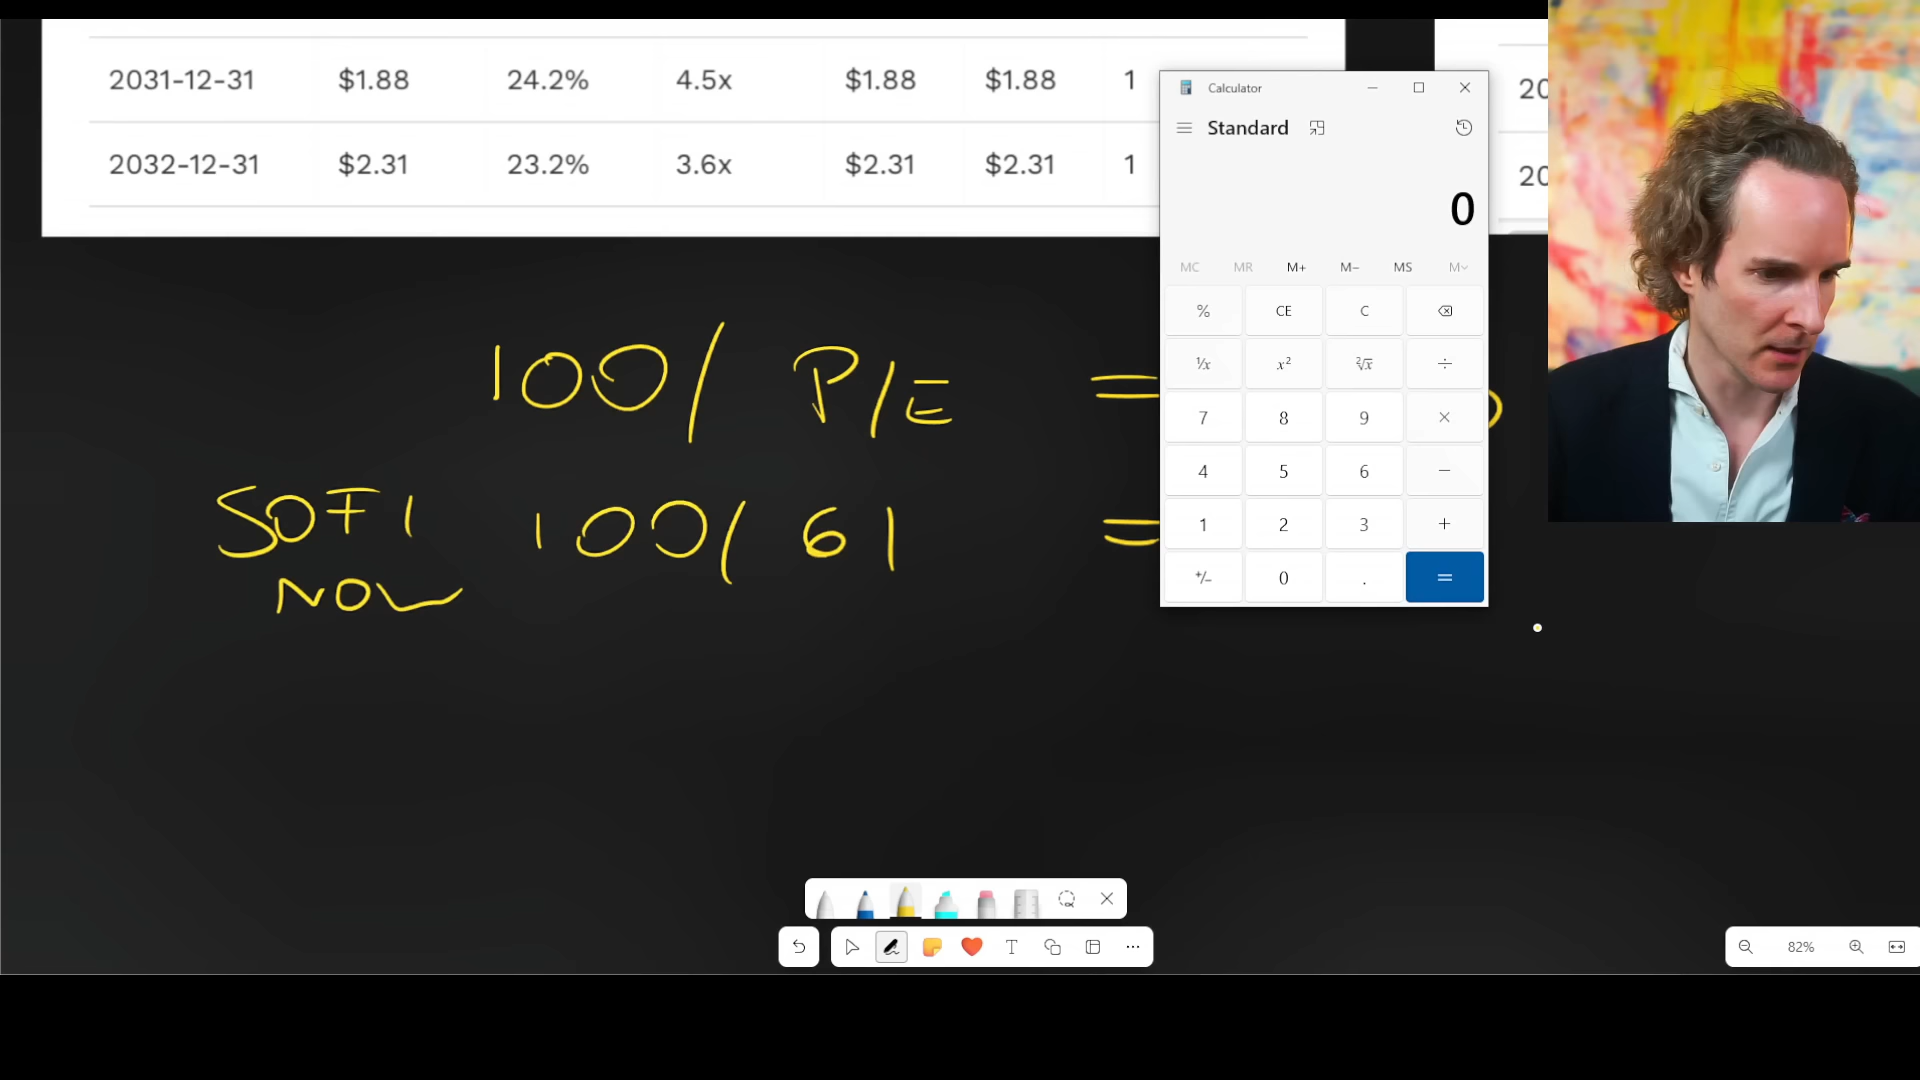 2031-12-31 $1.88 24.2% 4.5x $1.88 $1.88 1
2032-12-31 $2.31 23.2% 3.6x $2.31 $2.31 1
20
20
Calculator
Standard
0
MC MR M+ M− MS M
% CE C
⅟x x² ²√x ÷
7 8 9 ×
4 5 6 −
1 2 3 +
+/− 0 . =
100/ P/E =
SOFI 100/ 61 =
NOW
T
82%